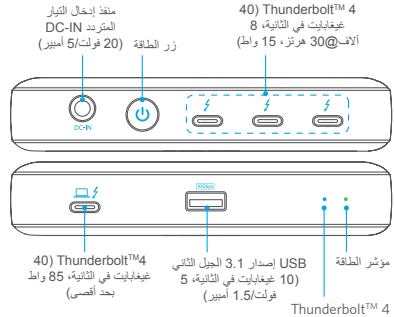 منفذ إدخال التيار
المتردد DC-IN
(20 فولت/5 أمبير)
زر الطاقة
Thunderbolt™ 4 (40
غيغابايت في الثانية، 8
آلاف@30 هرتز، 15 واط)
DC-IN
10Gbps
Thunderbolt™4 (40
غيغابايت في الثانية، 85 واط
بحد أقصى)
USB إصدار 3.1 الجيل الثاني
(10 غيغابايت في الثانية، 5
فولت/1.5 أمبير)
مؤشر الطاقة
Thunderbolt™ 4